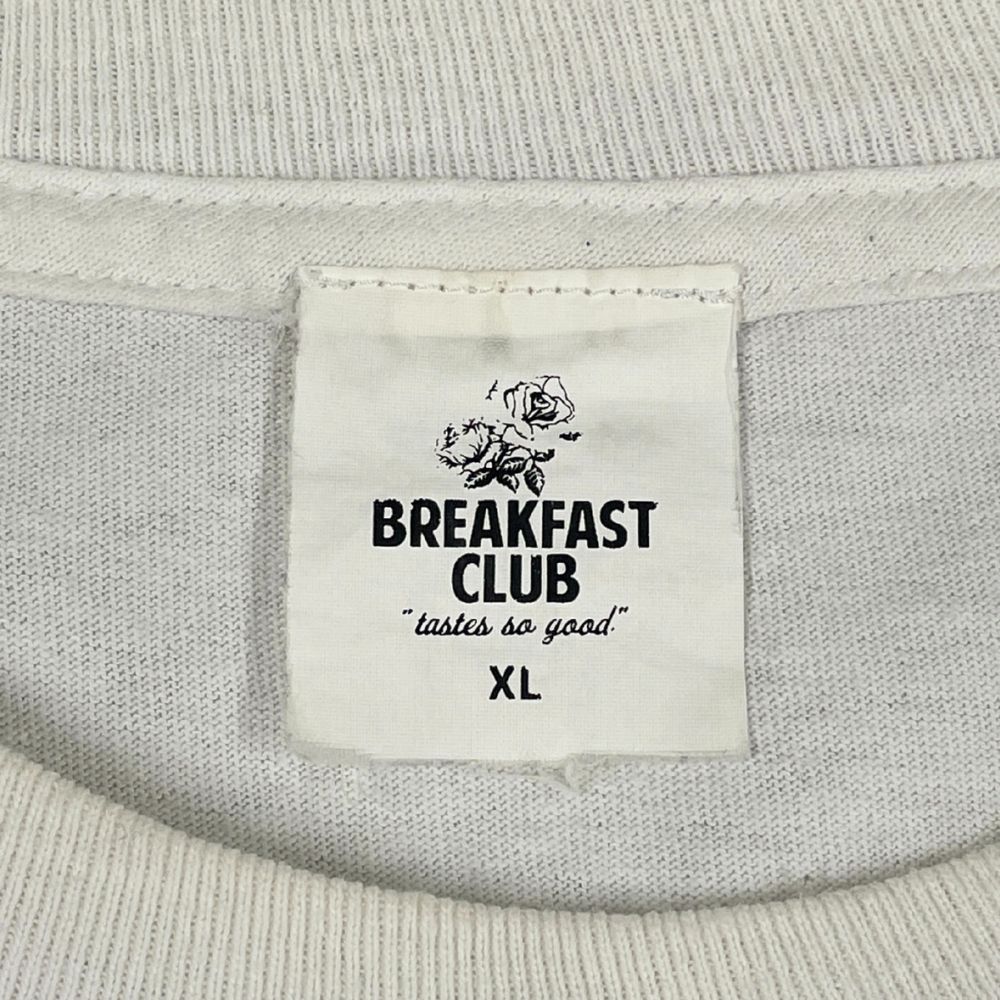 BREAKFAST
CLUB
"tastes so good."
XL